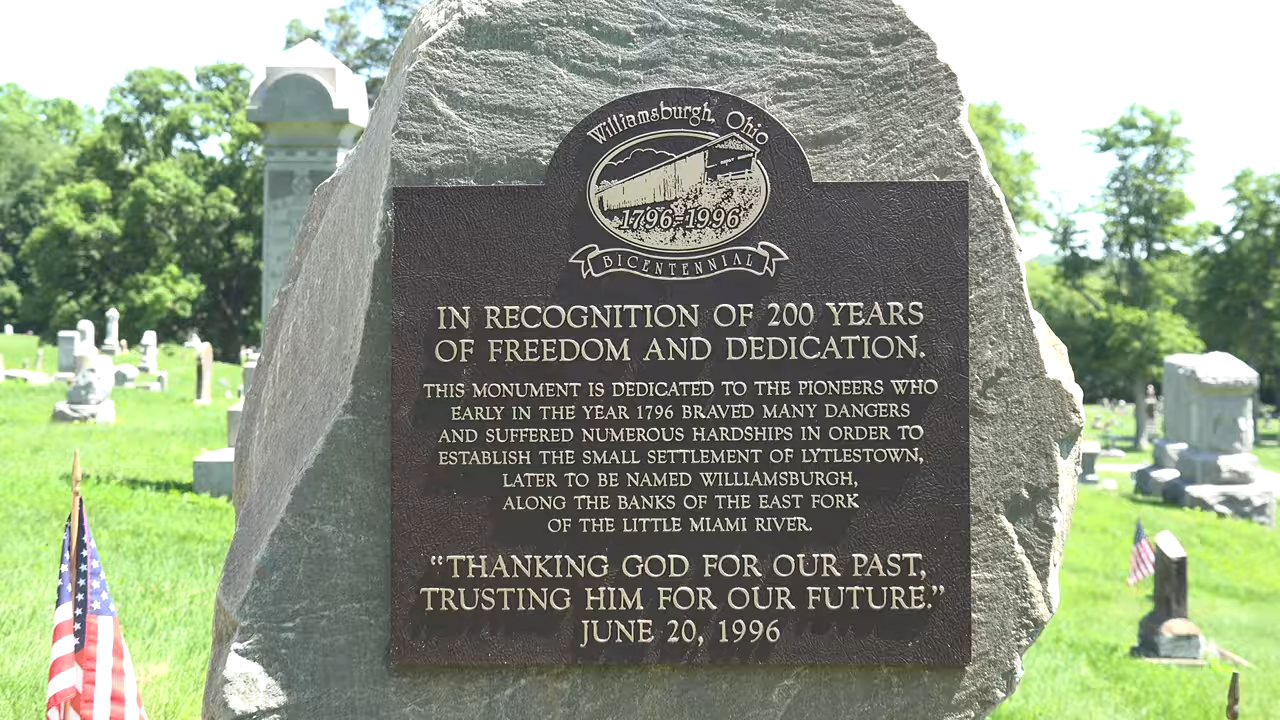 Williamsburgh, Ohio
1796-1996
BICENTENNIAL
IN RECOGNITION OF 200 YEARS
OF FREEDOM AND DEDICATION.
THIS MONUMENT IS DEDICATED TO THE PIONEERS WHO
EARLY IN THE YEAR 1796 BRAVED MANY DANGERS
AND SUFFERED NUMEROUS HARDSHIPS IN ORDER TO
ESTABLISH THE SMALL SETTLEMENT OF LYTLESTOWN,
LATER TO BE NAMED WILLIAMSBURGH,
ALONG THE BANKS OF THE EAST FORK
OF THE LITTLE MIAMI RIVER.
“THANKING GOD FOR OUR PAST,
TRUSTING HIM FOR OUR FUTURE.”
JUNE 20, 1996